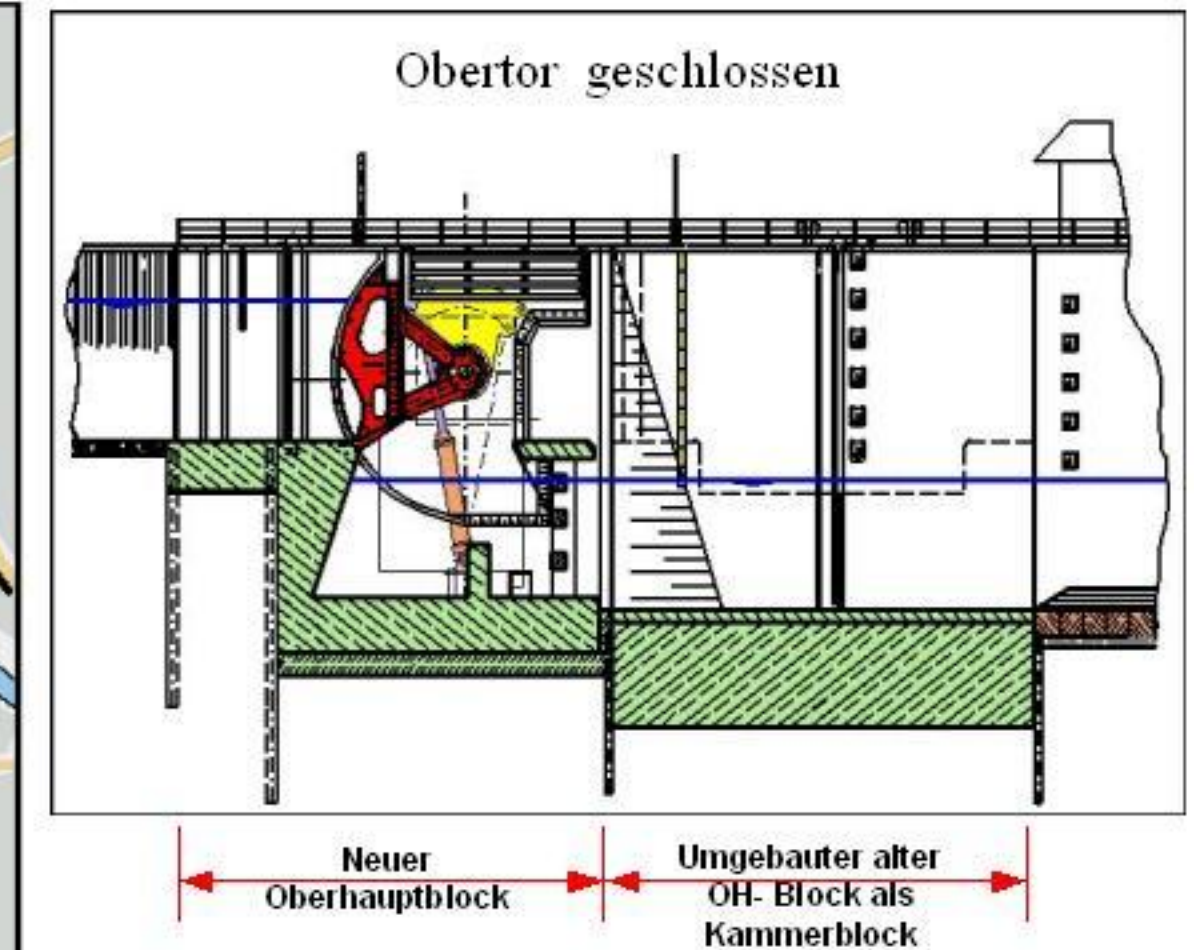 Obertor geschlossen
Neuer
Oberhauptblock
Umgebauter alter
OH- Block als
Kammerblock